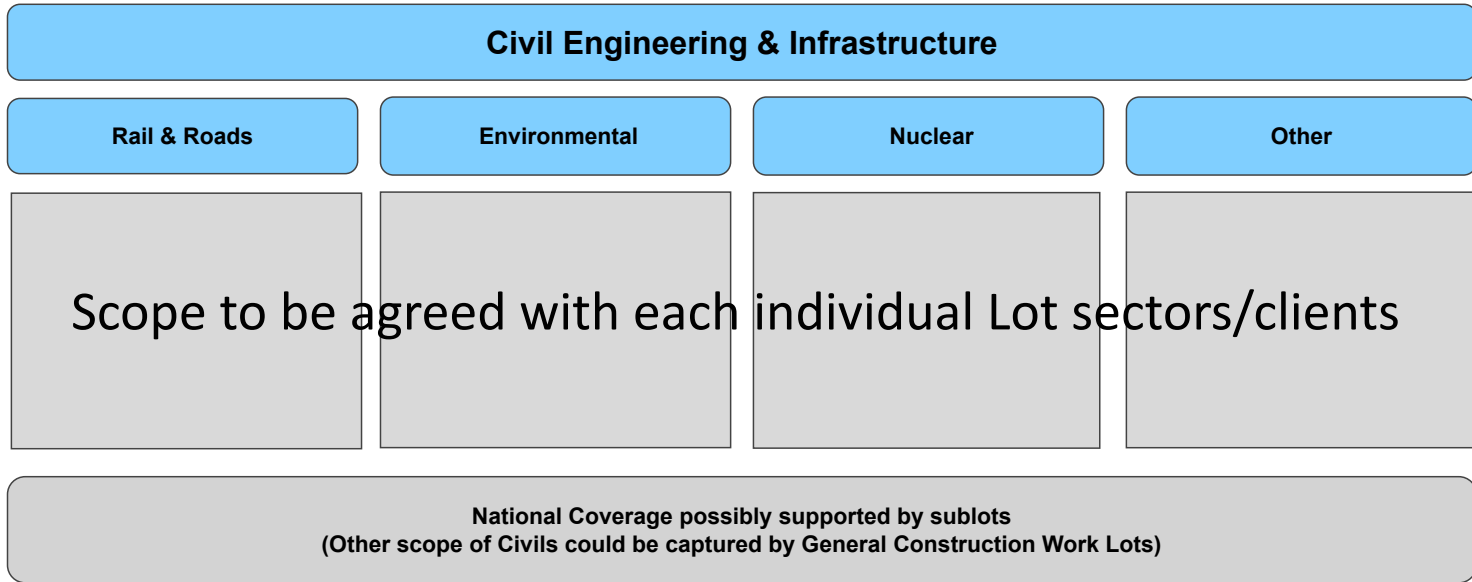 Civil Engineering & Infrastructure
Rail & Roads
Environmental
Nuclear
Other
Scope to be agreed with each individual Lot sectors/clients
National Coverage possibly supported by sublots
(Other scope of Civils could be captured by General Construction Work Lots)